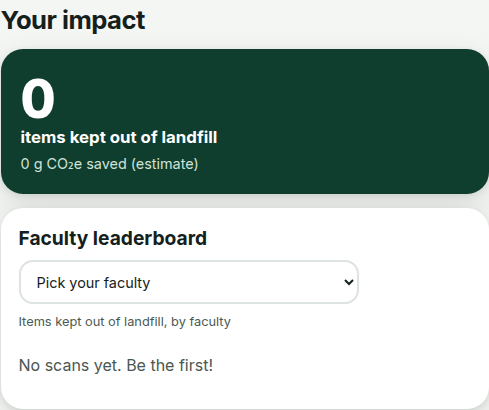 Your impact
0
items kept out of landfill
0 g CO₂e saved (estimate)
Faculty leaderboard
Pick your faculty
Items kept out of landfill, by faculty
No scans yet. Be the first!